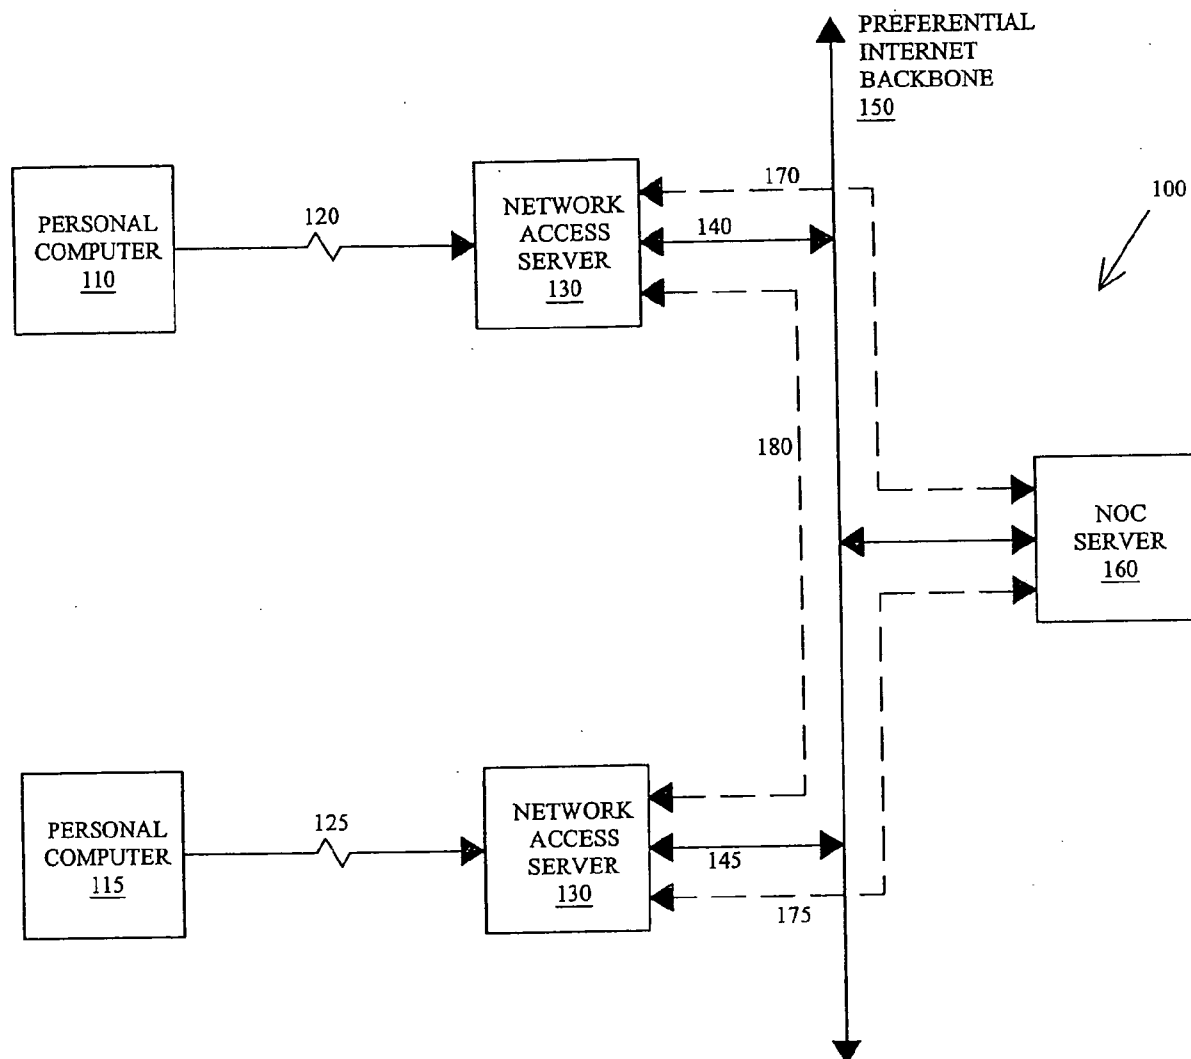 PREFERENTIAL
INTERNET
BACKBONE
150
100
170
PERSONAL
COMPUTER
110
120
NETWORK
ACCESS
SERVER
130
140
180
NOC
SERVER
160
PERSONAL
COMPUTER
115
125
NETWORK
ACCESS
SERVER
130
145
175